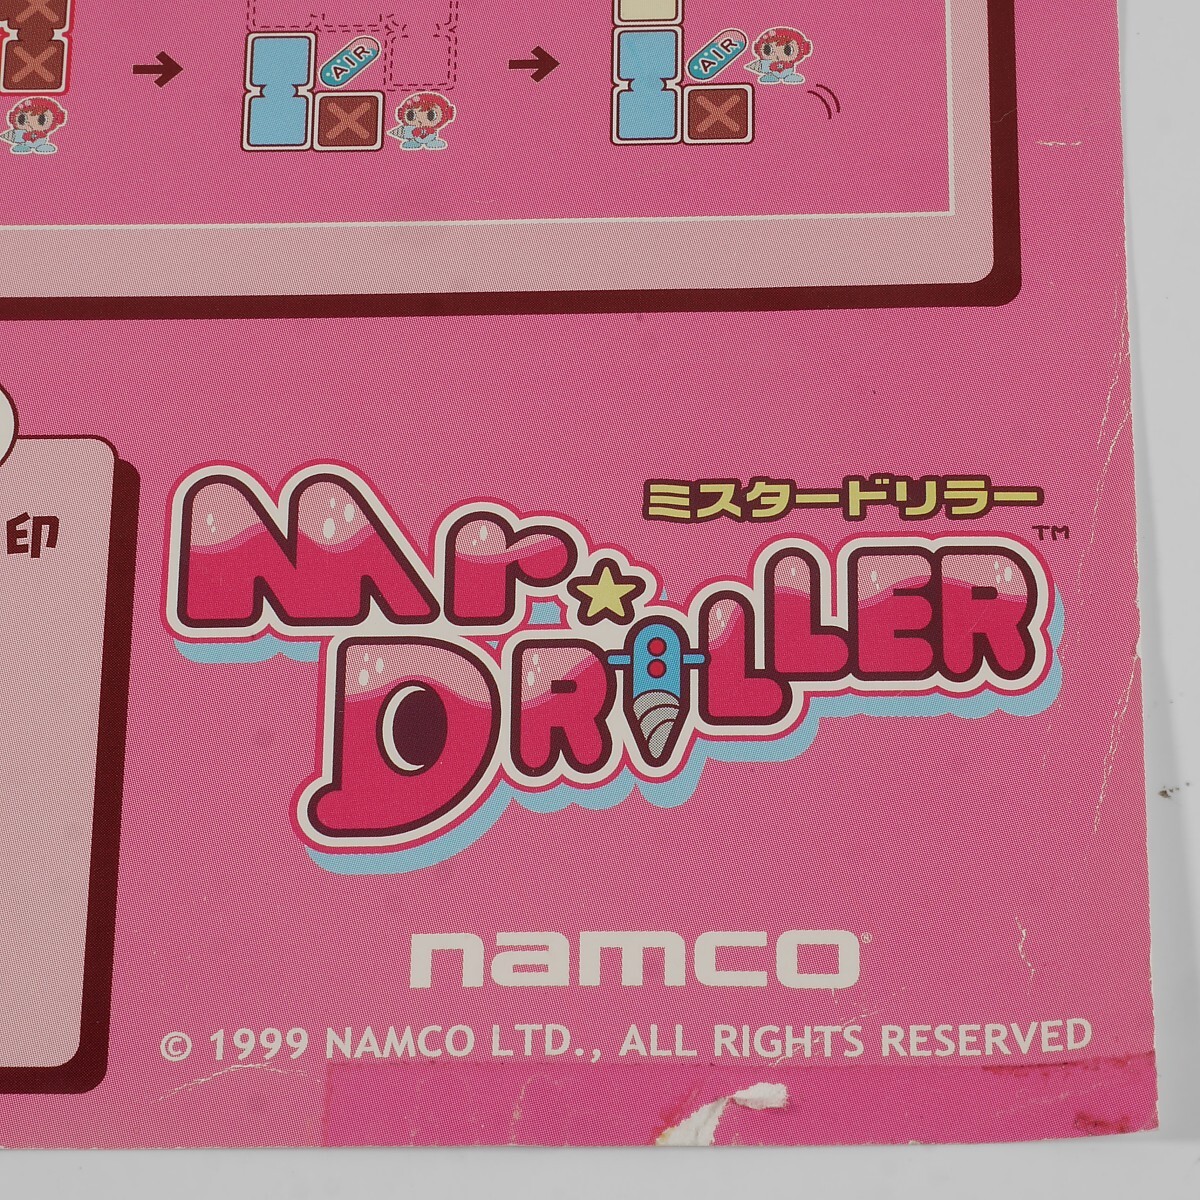 AIR
AIR
印
ミスタードリラー
TM
Mr. DRILLER
namco®
© 1999 NAMCO LTD., ALL RIGHTS RESERVED